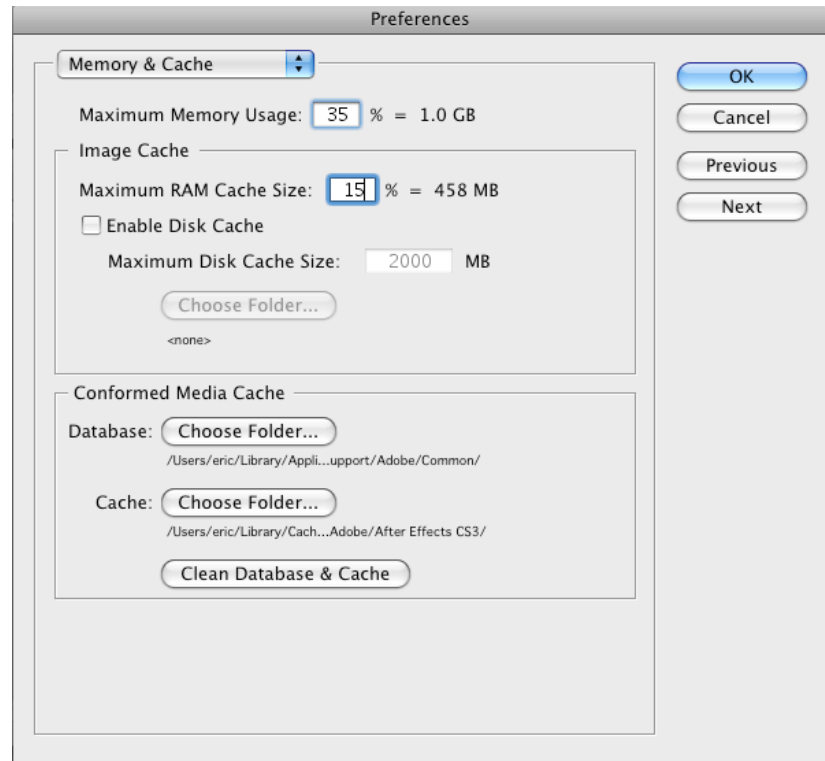 Preferences
Memory & Cache
OK
Maximum Memory Usage: 35 % = 1.0 GB
Cancel
Image Cache
Previous
Maximum RAM Cache Size: 15 % = 458 MB
Next
Enable Disk Cache
Maximum Disk Cache Size: 2000 MB
Choose Folder...
<none>
Conformed Media Cache
Database: Choose Folder...
/Users/eric/Library/Appli...upport/Adobe/Common/
Cache: Choose Folder...
/Users/eric/Library/Cach...Adobe/After Effects CS3/
Clean Database & Cache